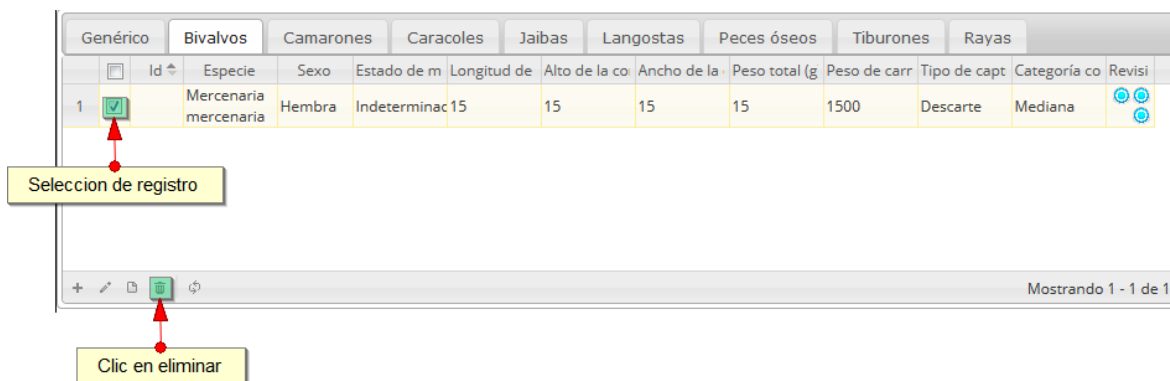 Genérico Bivalvos Camarones Caracoles Jaibas Langostas Peces óseos Tiburones Rayas
Id Especie Sexo Estado de m Longitud de Alto de la co Ancho de la Peso total (g Peso de carr Tipo de capt Categoría co Revisi
1 Mercenaria mercenaria Hembra Indeterminac 15 15 15 15 1500 Descarte Mediana
Seleccion de registro
Mostrando 1 - 1 de 1
Clic en eliminar